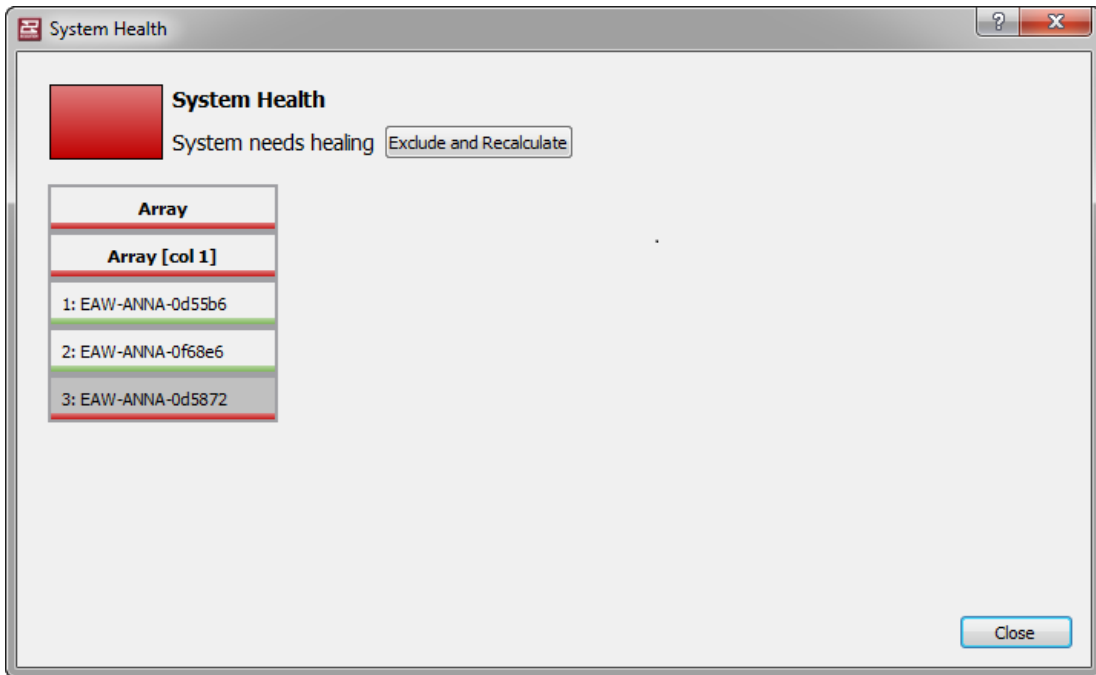 System Health
?
System Health
System needs healing Exclude and Recalculate
Array
Array [col 1]
1: EAW-ANNA-0d55b6
2: EAW-ANNA-0f68e6
3: EAW-ANNA-0d5872
Close